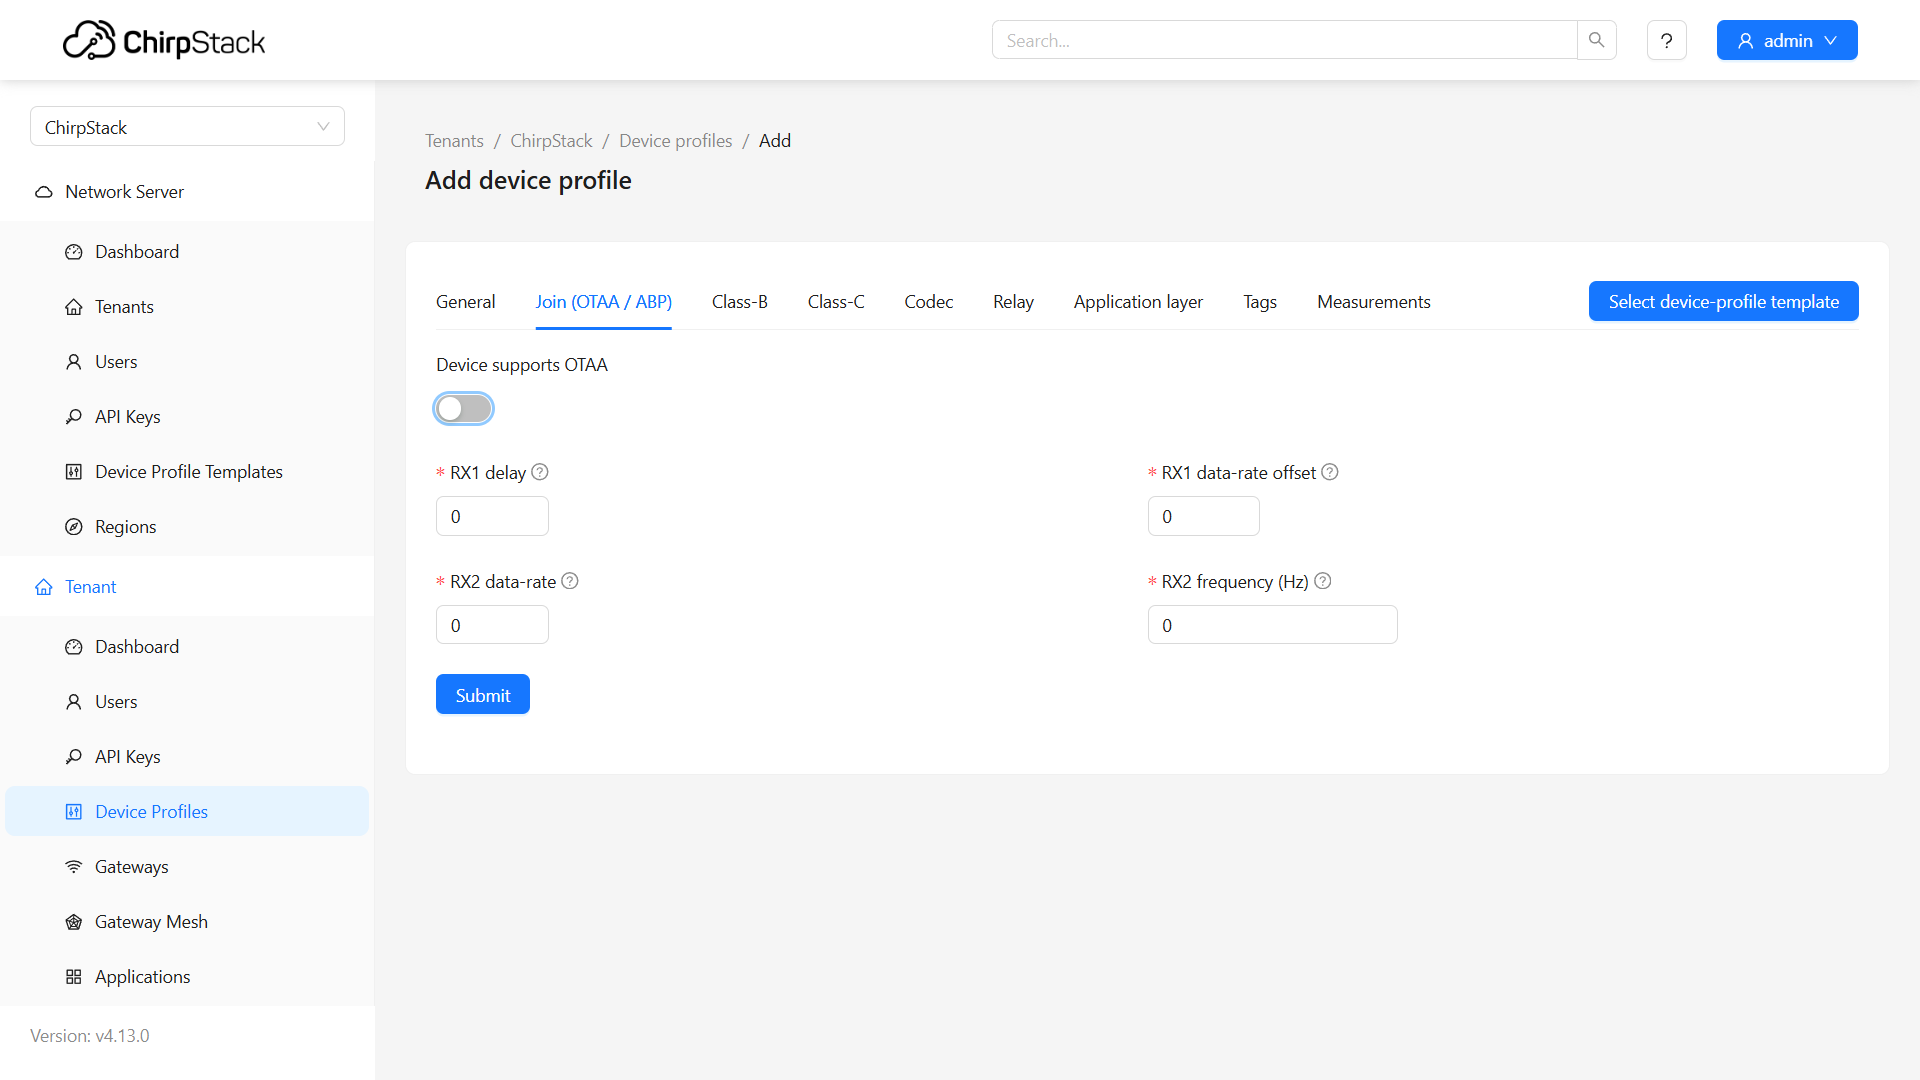 ChirpStack
Search...
?
admin
ChirpStack
Network Server
Dashboard
Tenants
Users
API Keys
Device Profile Templates
Regions
Tenant
Dashboard
Users
API Keys
Device Profiles
Gateways
Gateway Mesh
Applications
Version: v4.13.0
Tenants / ChirpStack / Device profiles / Add
Add device profile
General Join (OTAA / ABP) Class-B Class-C Codec Relay Application layer Tags Measurements Select device-profile template
Device supports OTAA
* RX1 delay * RX1 data-rate offset
0 0
* RX2 data-rate * RX2 frequency (Hz)
0 0
Submit